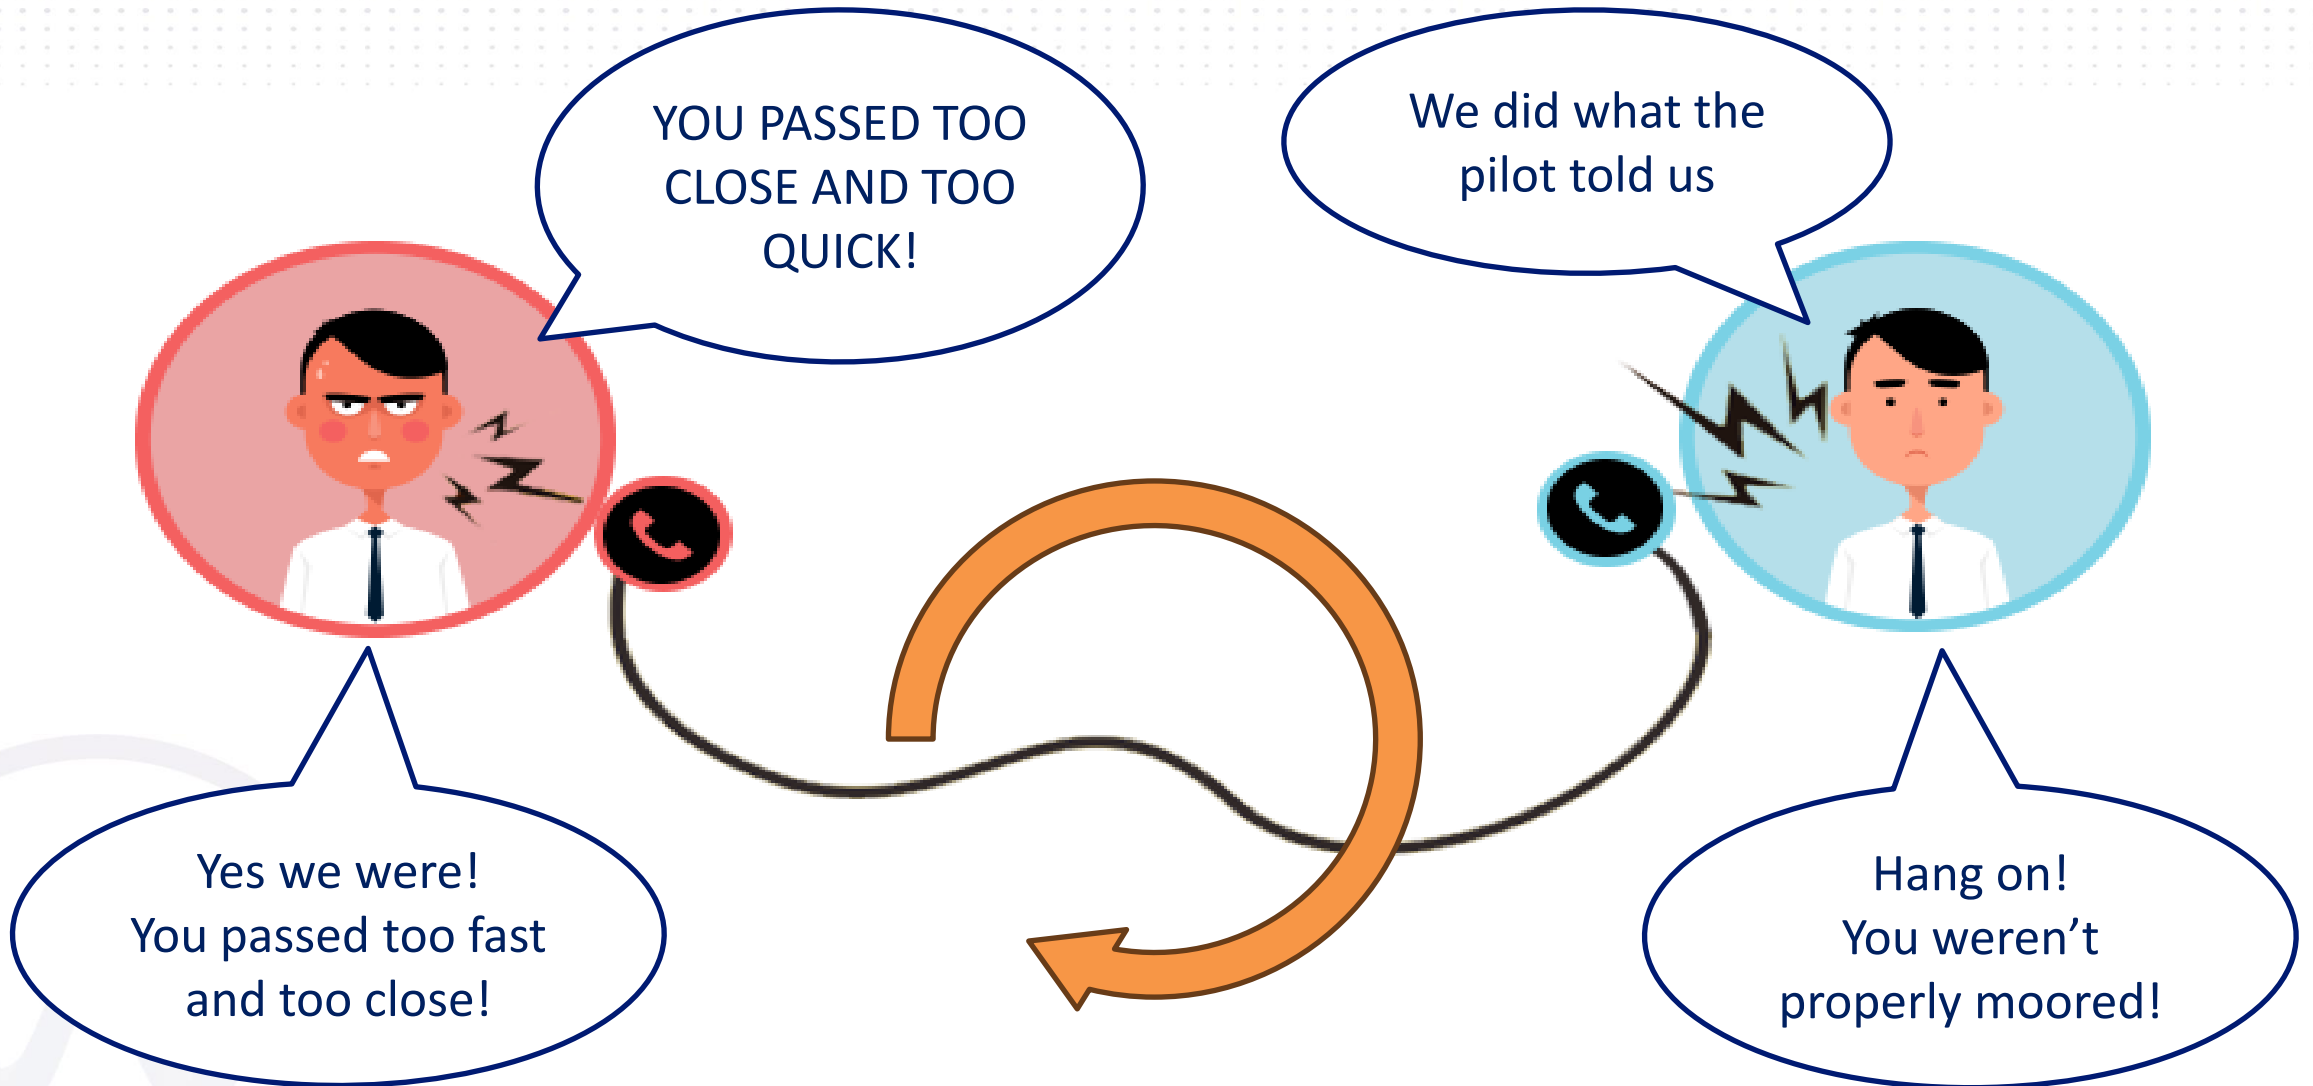 YOU PASSED TOO
CLOSE AND TOO
QUICK!
We did what the
pilot told us
Hang on!
You weren’t
properly moored!
Yes we were!
You passed too fast
and too close!